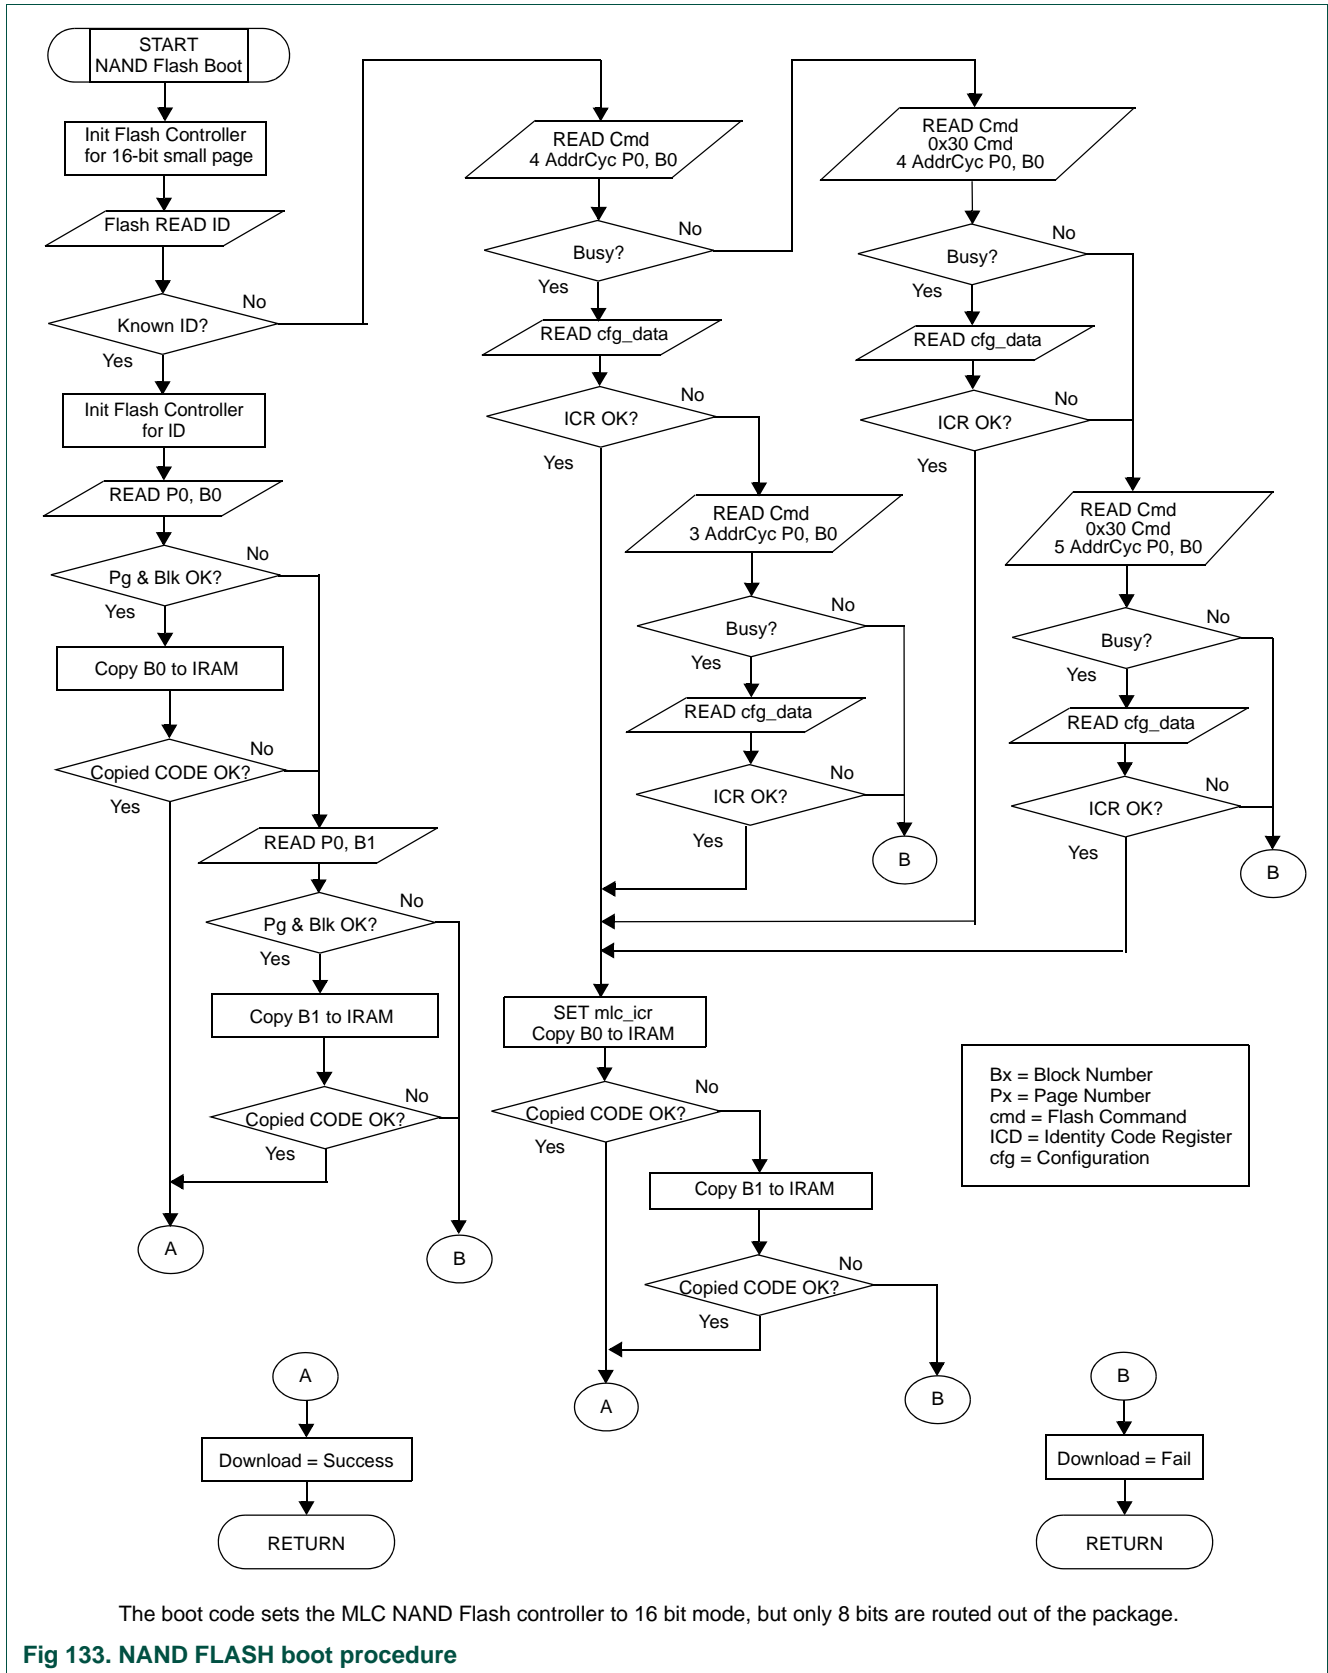 START
NAND Flash Boot
Init Flash Controller
for 16-bit small page
Flash READ ID
Known ID?
No
Yes
Init Flash Controller
for ID
READ P0, B0
Pg & Blk OK?
No
Yes
Copy B0 to IRAM
Copied CODE OK?
No
Yes
READ P0, B1
Pg & Blk OK?
No
Yes
Copy B1 to IRAM
Copied CODE OK?
No
Yes
A
B
READ Cmd
4 AddrCyc P0, B0
Busy?
No
Yes
READ cfg_data
ICR OK?
No
Yes
READ Cmd
3 AddrCyc P0, B0
Busy?
No
Yes
READ cfg_data
ICR OK?
No
Yes
B
READ Cmd
0x30 Cmd
4 AddrCyc P0, B0
Busy?
No
Yes
READ cfg_data
ICR OK?
No
Yes
READ Cmd
0x30 Cmd
5 AddrCyc P0, B0
Busy?
No
Yes
READ cfg_data
ICR OK?
No
Yes
B
SET mlc_icr
Copy B0 to IRAM
Copied CODE OK?
No
Yes
Copy B1 to IRAM
Copied CODE OK?
No
Yes
A
B
Bx = Block Number
Px = Page Number
cmd = Flash Command
ICD = Identity Code Register
cfg = Configuration
A
Download = Success
RETURN
B
Download = Fail
RETURN
The boot code sets the MLC NAND Flash controller to 16 bit mode, but only 8 bits are routed out of the package.
Fig 133. NAND FLASH boot procedure